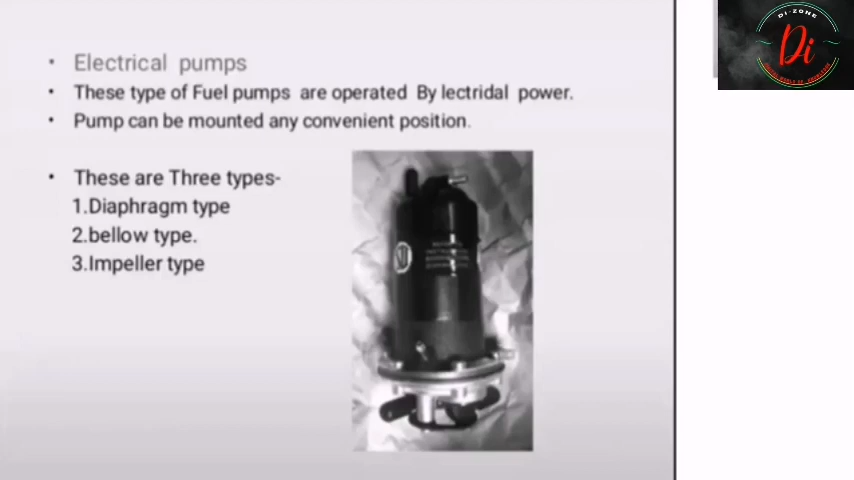 Electrical pumps
These type of Fuel pumps are operated By lectridal power.
Pump can be mounted any convenient position.
These are Three types-
1.Diaphragm type
2.bellow type.
3.Impeller type
DI-ZONE
Di